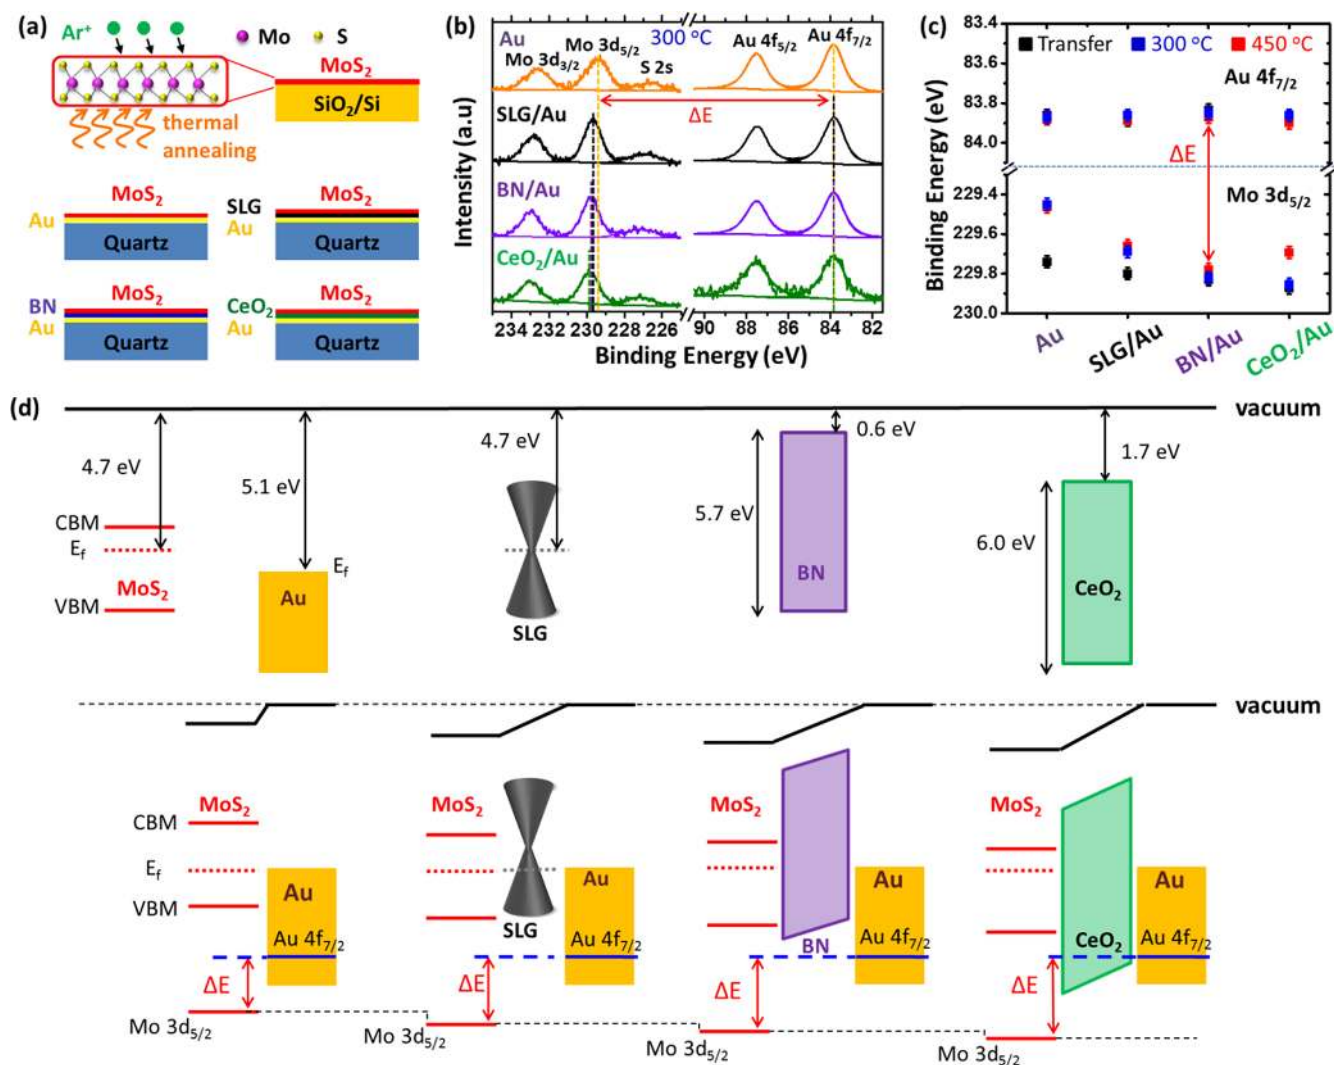 (a)
Ar+
Mo
S
MoS2
SiO2/Si
thermal
annealing
MoS2
Au
Quartz
SLG
MoS2
Au
Quartz
BN
MoS2
Au
Quartz
CeO2
MoS2
Au
Quartz
(b)
Au
300 oC
Mo 3d3/2
Mo 3d5/2
S 2s
Au 4f5/2
Au 4f7/2
ΔE
SLG/Au
BN/Au
CeO2/Au
Intensity (a.u)
234 230 228 226 90 88 86 84 82
Binding Energy (eV)
(c)
Transfer
300 oC
450 oC
Au 4f7/2
ΔE
Mo 3d5/2
83.4
83.6
83.8
84.0
229.4
229.6
229.8
230.0
Binding Energy (eV)
Au
SLG/Au
BN/Au
CeO2/Au
(d)
vacuum
4.7 eV
5.1 eV
4.7 eV
0.6 eV
1.7 eV
5.7 eV
6.0 eV
CBM
Ef
VBM
MoS2
Ef
Au
SLG
BN
CeO2
vacuum
MoS2
CBM
Ef
VBM
Au
Au 4f7/2
ΔE
Mo 3d5/2
MoS2
SLG
Au
Au 4f7/2
ΔE
Mo 3d5/2
MoS2
BN
Au
Au 4f7/2
ΔE
Mo 3d5/2
MoS2
CeO2
Au
Au 4f7/2
ΔE
Mo 3d5/2